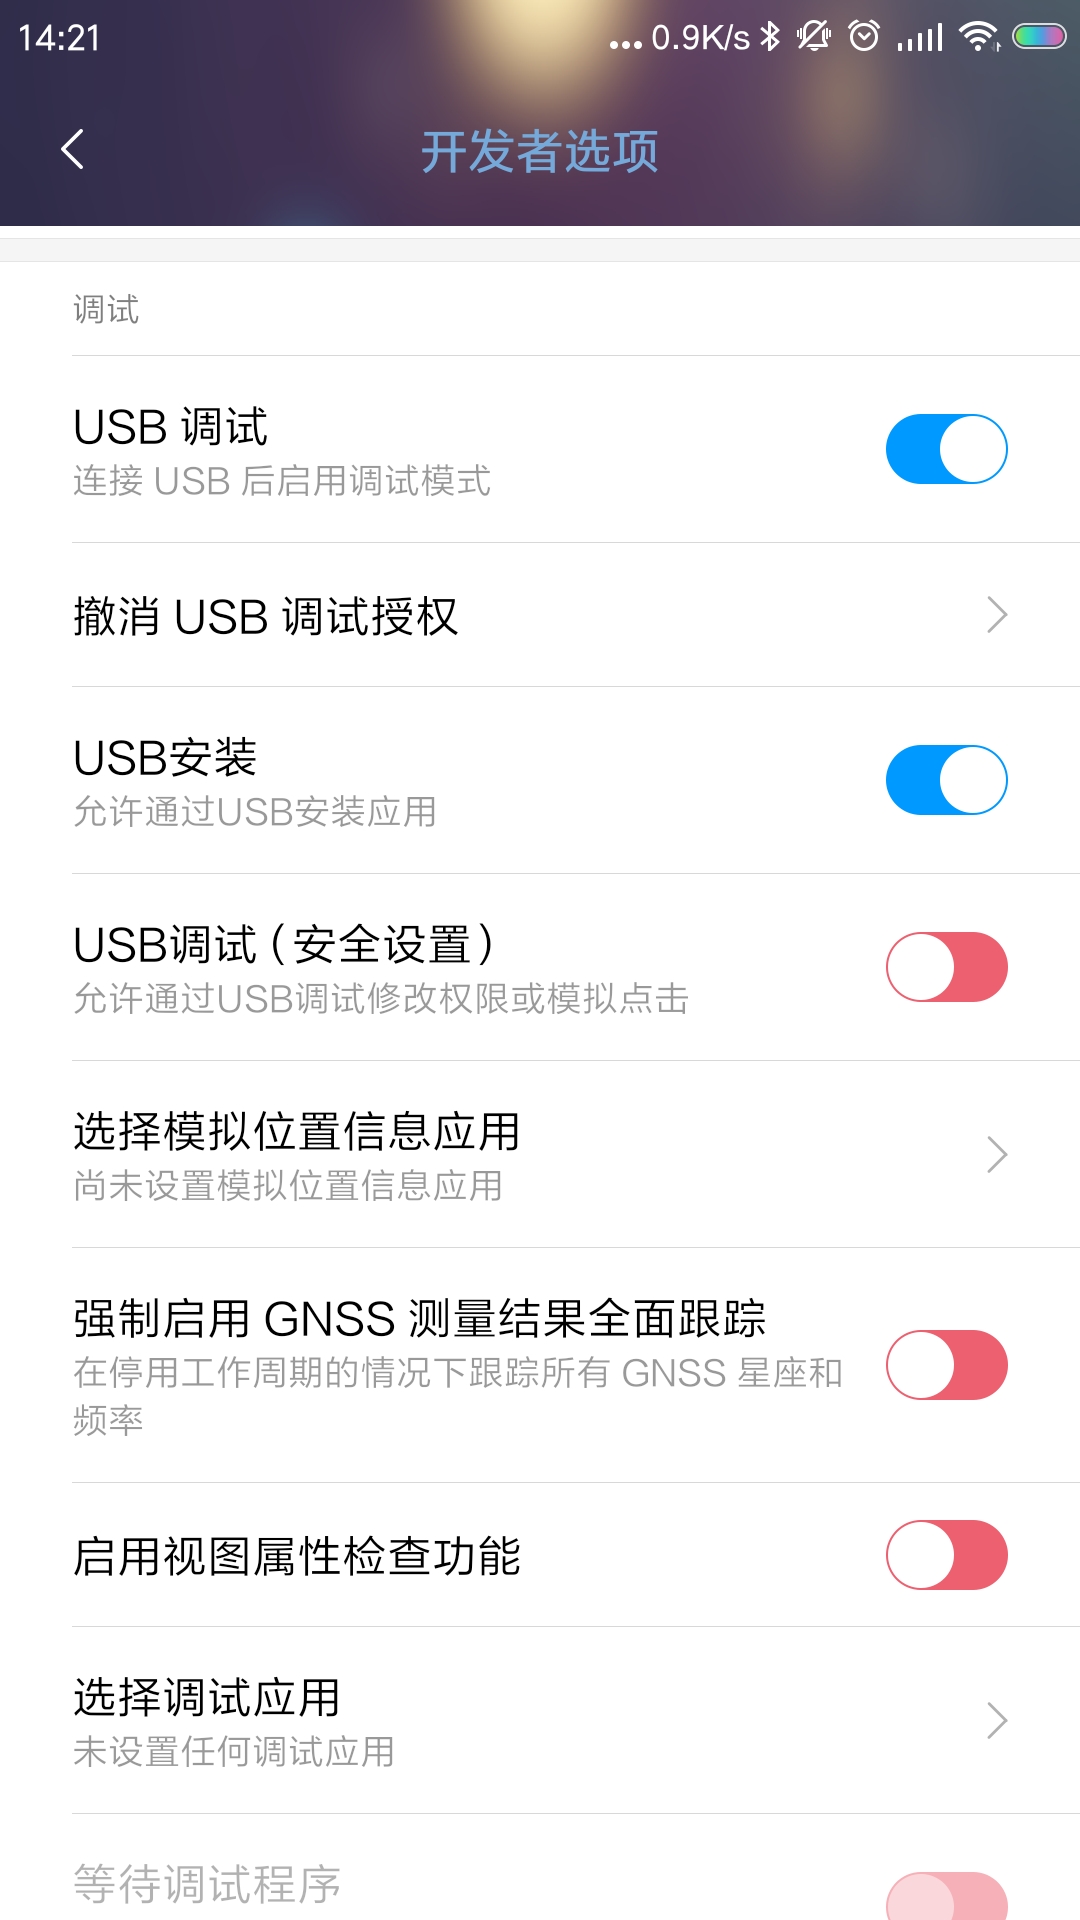 14:21
...0.9K/s
开发者选项
调试
USB 调试
连接 USB 后启用调试模式
撤消 USB 调试授权
USB安装
允许通过USB安装应用
USB调试（安全设置）
允许通过USB调试修改权限或模拟点击
选择模拟位置信息应用
尚未设置模拟位置信息应用
强制启用 GNSS 测量结果全面跟踪
在停用工作周期的情况下跟踪所有 GNSS 星座和
频率
启用视图属性检查功能
选择调试应用
未设置任何调试应用
等待调试程序